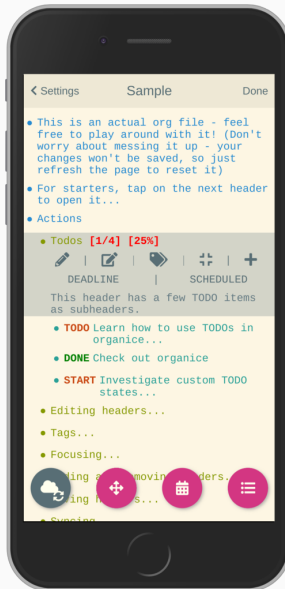 Settings Sample Done
This is an actual org file - feel
free to play around with it! (Don't
worry about messing it up - your
changes won't be saved, so just
refresh the page to reset it)
For starters, tap on the next header
to open it...
Actions
Todos [1/4] [25%]
DEADLINE | SCHEDULED
This header has a few TODO items
as subheaders.
TODO Learn how to use TODOs in
organice...
DONE Check out organice
START Investigate custom TODO
states...
Editing headers...
Tags...
Focusing...